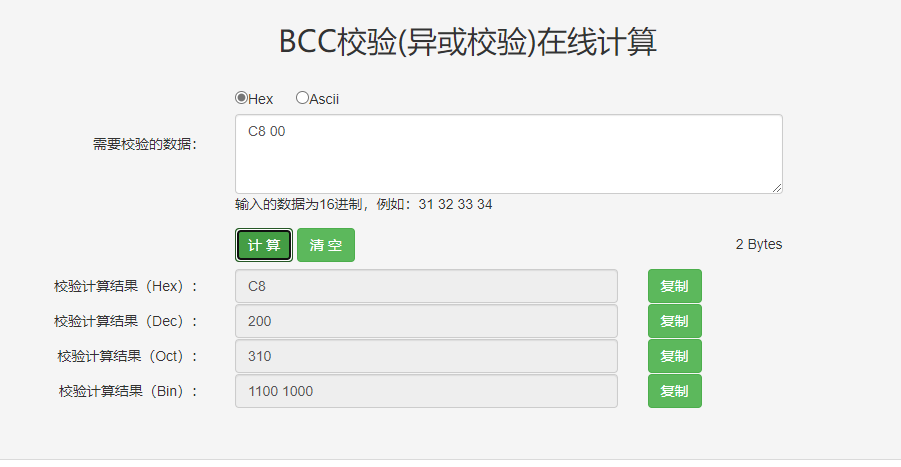 BCC校验(异或校验)在线计算
Hex Ascii
需要校验的数据：
C8 00
输入的数据为16进制，例如：31 32 33 34
计 算 清 空 2 Bytes
校验计算结果（Hex）： C8 复制
校验计算结果（Dec）： 200 复制
校验计算结果（Oct）： 310 复制
校验计算结果（Bin）： 1100 1000 复制